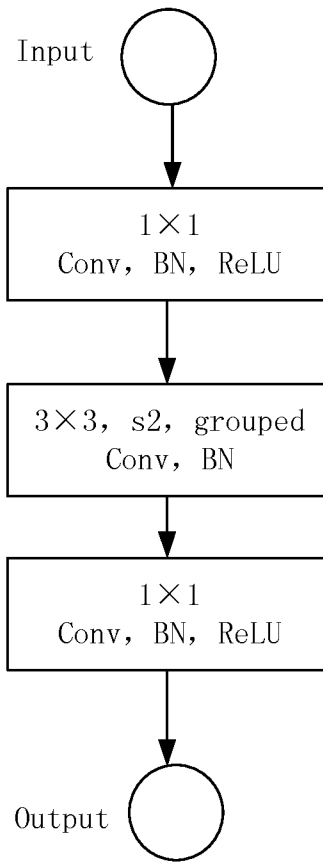 Input
1×1
Conv, BN, ReLU
3×3, s2, grouped
Conv, BN
1×1
Conv, BN, ReLU
Output